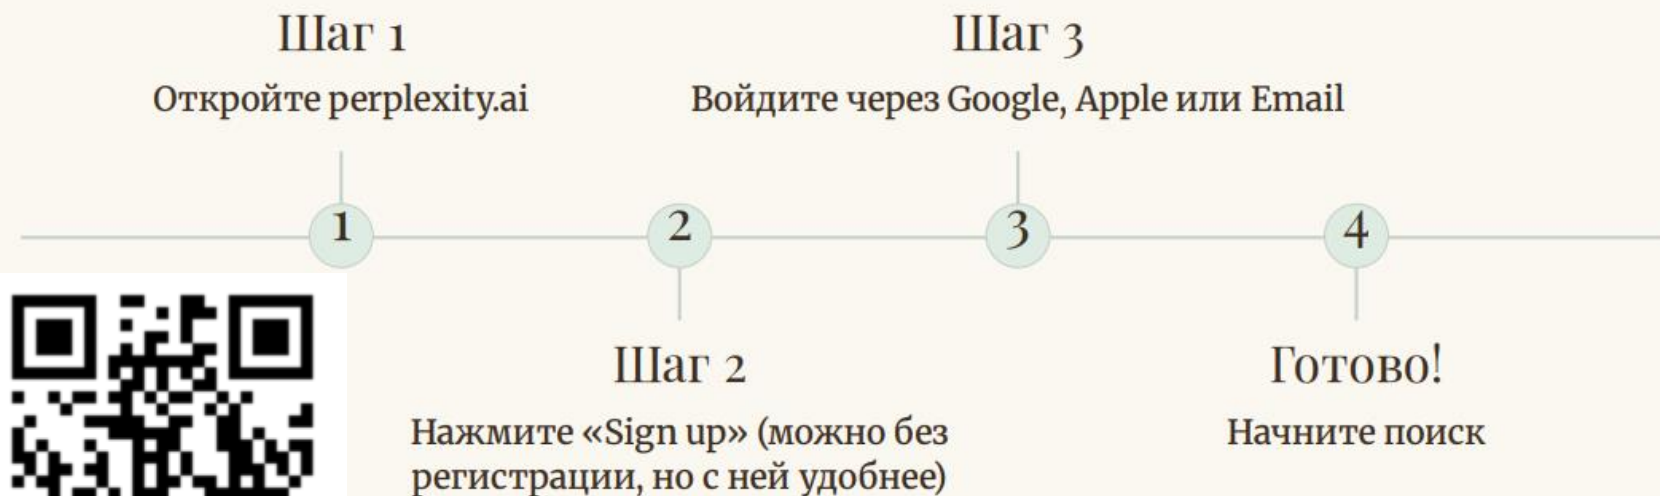 Шаг 1
Откройте perplexity.ai
Шаг 3
Войдите через Google, Apple или Email
1
2
3
4
Шаг 2
Нажмите «Sign up» (можно без
регистрации, но с ней удобнее)
Готово!
Начните поиск